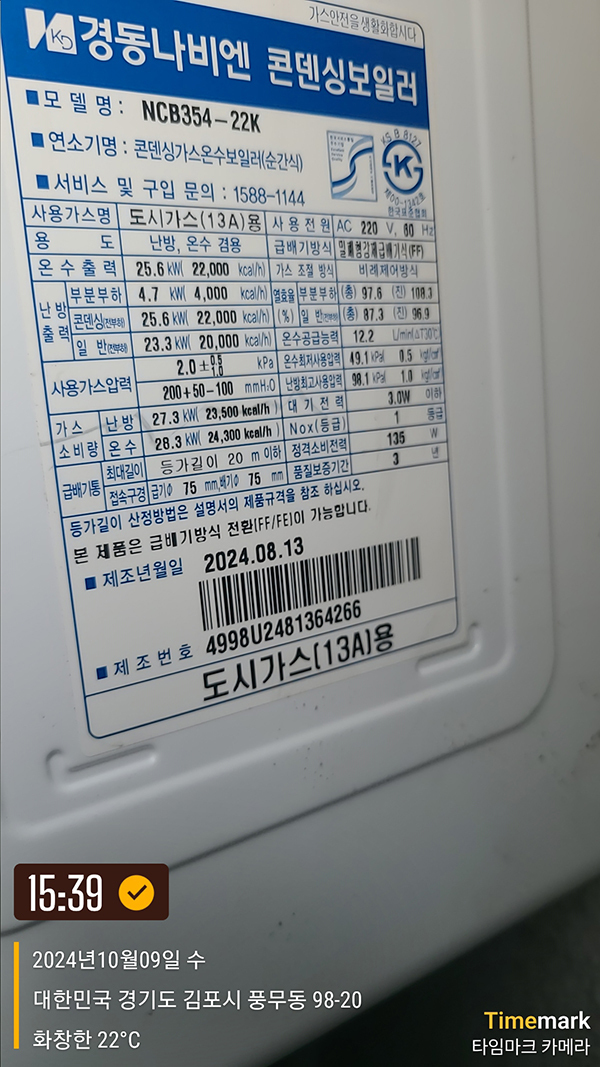 가스안전을생활화합시다
KD 경동나비엔 콘덴싱보일러
■모 델 명 : NCB354-22K
■연소기명 : 콘덴싱가스온수보일러(순간식)
■서비스 및 구입 문의 : 1588-1144
KS B 8127
한국표준협회
사용가스명 도시가스(13A)용 사용전원 AC 220 V, 60 Hz
용 도 난방, 온수 겸용 급배기방식 밀폐형강제급배기식(FF)
온수출력 25.6 kW( 22,000 kcal/h) 가스 조절 방식 비례제어방식
난방출력 부분부하 4.7 kW( 4,000 kcal/h) 열효율(%) 부분부하 (총) 97.6 (진) 108.3
콘덴싱(전부하) 25.6 kW( 22,000 kcal/h) 일 반(전부하) (총) 87.3 (진) 96.9
일 반(전부하) 23.3 kW( 20,000 kcal/h) 온수공급능력 12.2 L/min(ΔT30℃)
사용가스압력 2.0 ± 0.5 1.0 kPa 온수최저사용압력 49.1 kPa( 0.5 kgf/cm²)
200+50-100 mmH₂O 난방최고사용압력 98.1 kPa( 1.0 kgf/cm²)
가스소비량 난방 27.3 kW( 23,500 kcal/h ) 대기전력 3.0W 이하
온수 28.3 kW( 24,300 kcal/h ) Nox(등급) 1 등급
급배기통 최대길이 등가길이 20 m 이하 정격소비전력 135 W
접속구경 급기Φ 75 mm,배기Φ 75 mm 품질보증기간 3 년
등가길이 산정방법은 설명서의 제품규격을 참조 하십시오.
본 제품은 급배기방식 전환(FF/FE)이 가능합니다.
■ 제조년월일 2024.08.13
■ 제조번호 4998U2481364266
도시가스(13A)용
15:39
2024년10월09일 수
대한민국 경기도 김포시 풍무동 98-20
화창한 22°C
Timemark
타임마크 카메라